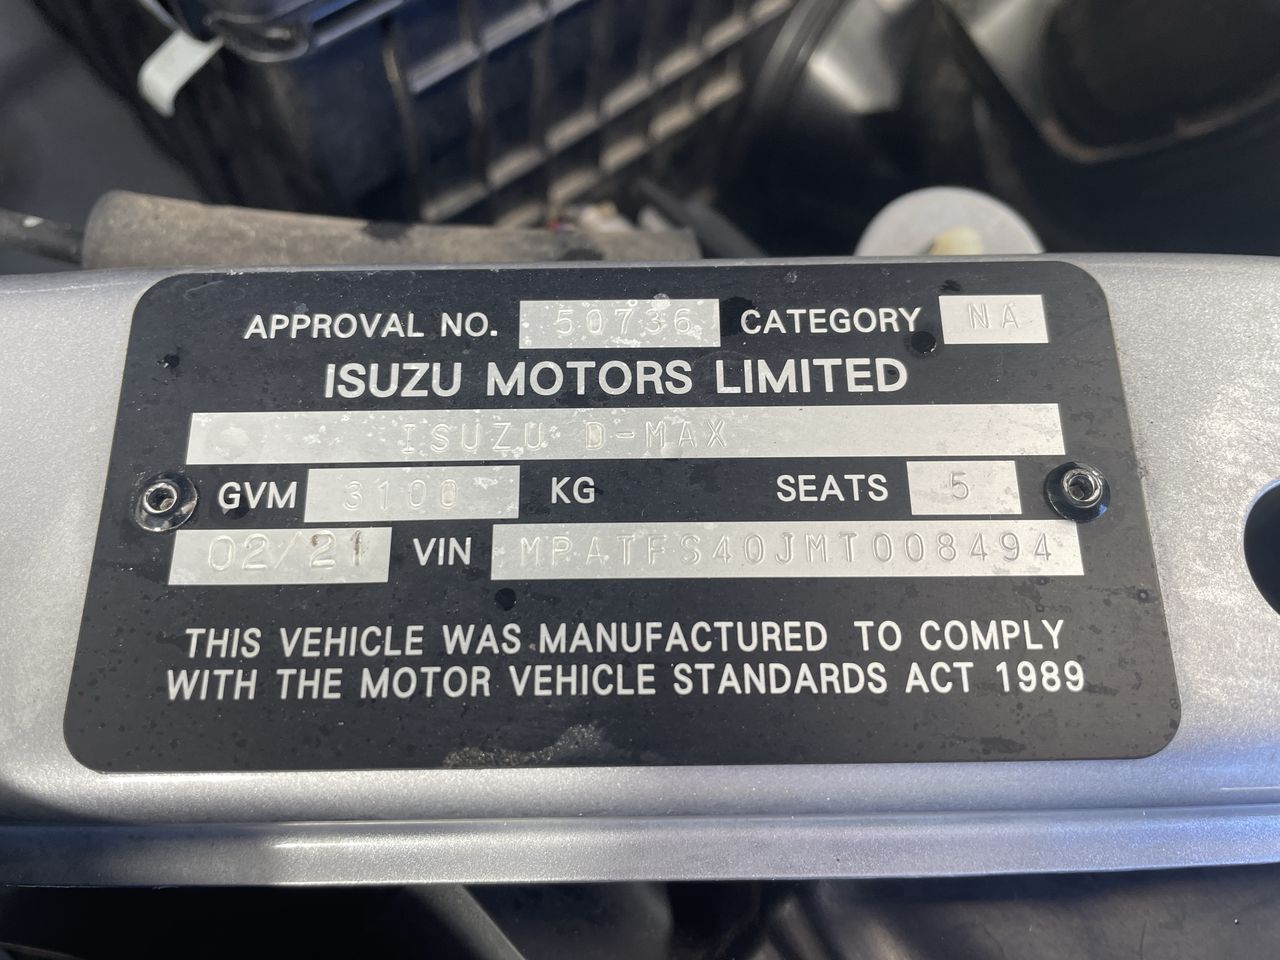 APPROVAL NO. 50736 CATEGORY NA
ISUZU MOTORS LIMITED
ISUZU D-MAX
GVM 3100 KG SEATS 5
02/21 VIN MPATFS40JMT008494
THIS VEHICLE WAS MANUFACTURED TO COMPLY
WITH THE MOTOR VEHICLE STANDARDS ACT 1989